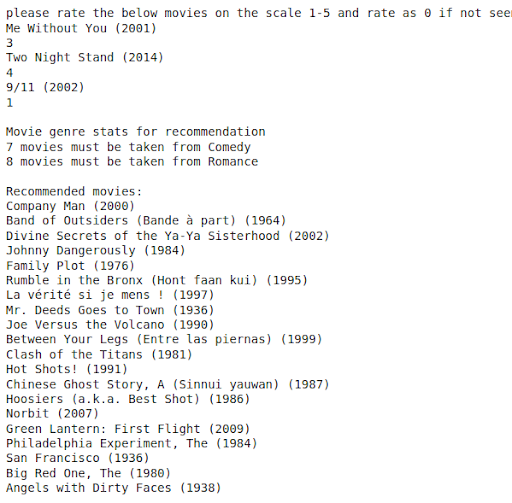 please rate the below movies on the scale 1-5 and rate as 0 if not
Me Without You (2001)
3
Two Night Stand (2014)
4
9/11 (2002)
1
Movie genre stats for recommendation
7 movies must be taken from Comedy
8 movies must be taken from Romance
Recommended movies:
Company Man (2000)
Band of Outsiders (Bande à part) (1964)
Divine Secrets of the Ya-Ya Sisterhood (2002)
Johnny Dangerously (1984)
Family Plot (1976)
Rumble in the Bronx (Hont faan kui) (1995)
La vérité si je mens ! (1997)
Mr. Deeds Goes to Town (1936)
Joe Versus the Volcano (1990)
Between Your Legs (Entre las piernas) (1999)
Clash of the Titans (1981)
Hot Shots! (1991)
Chinese Ghost Story, A (Sinnui yauwan) (1987)
Hoosiers (a.k.a. Best Shot) (1986)
Norbit (2007)
Green Lantern: First Flight (2009)
Philadelphia Experiment, The (1984)
San Francisco (1936)
Big Red One, The (1980)
Angels with Dirty Faces (1938)